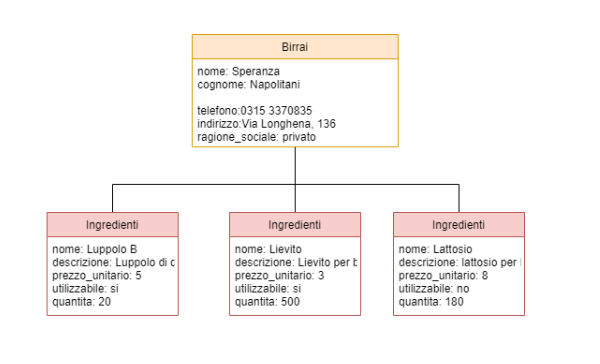 Birrai
nome: Speranza
cognome: Napolitani
telefono:0315 3370835
indirizzo:Via Longhena, 136
ragione_sociale: privato
Ingredienti
nome: Luppolo B
descrizione: Luppolo di
prezzo_unitario: 5
utilizzabile: si
quantita: 20
Ingredienti
nome: Lievito
descrizione: Lievito per
prezzo_unitario: 3
utilizzabile: si
quantita: 500
Ingredienti
nome: Lattosio
descrizione: lattosio per
prezzo_unitario: 8
utilizzabile: no
quantita: 180